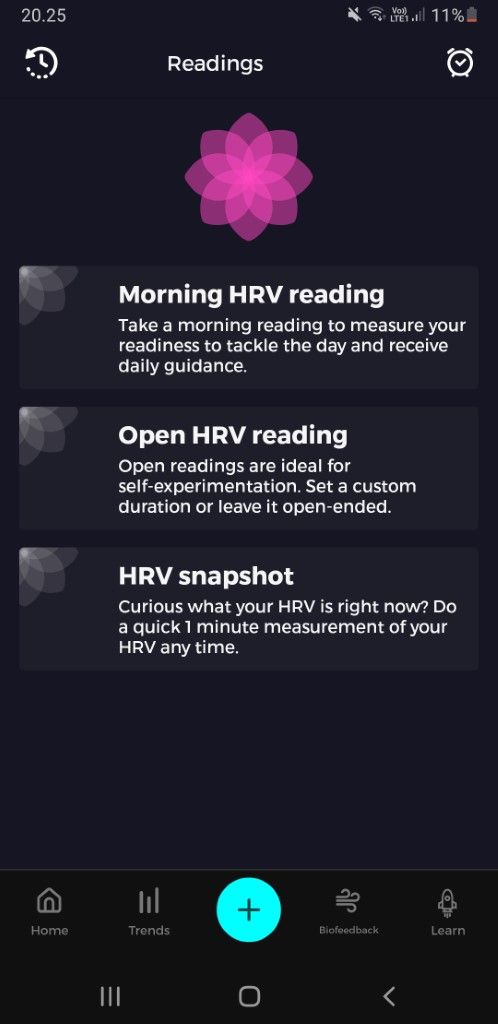 20.25
Vo)) LTE1 11%
Readings
Morning HRV reading
Take a morning reading to measure your
readiness to tackle the day and receive
daily guidance.
Open HRV reading
Open readings are ideal for
self-experimentation. Set a custom
duration or leave it open-ended.
HRV snapshot
Curious what your HRV is right now? Do
a quick 1 minute measurement of your
HRV any time.
Home
Trends
Biofeedback
Learn